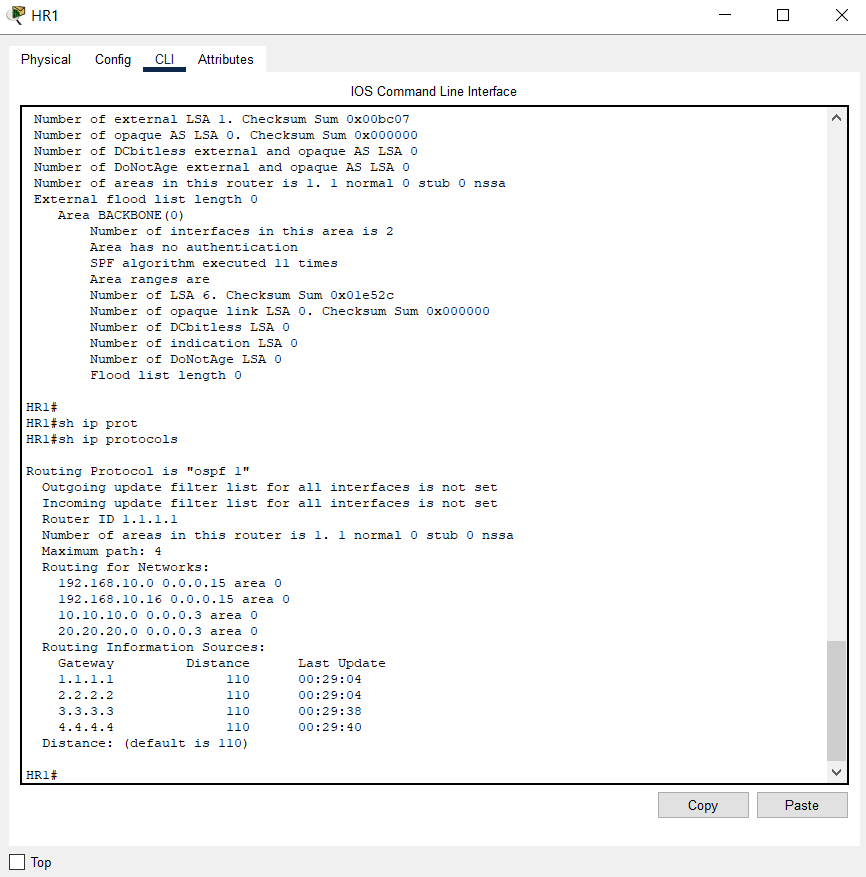 HR1
Physical Config CLI Attributes
IOS Command Line Interface
Number of external LSA 1. Checksum Sum 0x00bc07
Number of opaque AS LSA 0. Checksum Sum 0x000000
Number of DCbitless external and opaque AS LSA 0
Number of DoNotAge external and opaque AS LSA 0
Number of areas in this router is 1. 1 normal 0 stub 0 nssa
External flood list length 0
Area BACKBONE(0)
Number of interfaces in this area is 2
Area has no authentication
SPF algorithm executed 11 times
Area ranges are
Number of LSA 6. Checksum Sum 0x01e52c
Number of opaque link LSA 0. Checksum Sum 0x000000
Number of DCbitless LSA 0
Number of indication LSA 0
Number of DoNotAge LSA 0
Flood list length 0
HR1#
HR1#sh ip prot
HR1#sh ip protocols
Routing Protocol is "ospf 1"
Outgoing update filter list for all interfaces is not set
Incoming update filter list for all interfaces is not set
Router ID 1.1.1.1
Number of areas in this router is 1. 1 normal 0 stub 0 nssa
Maximum path: 4
Routing for Networks:
192.168.10.0 0.0.0.15 area 0
192.168.10.16 0.0.0.15 area 0
10.10.10.0 0.0.0.3 area 0
20.20.20.0 0.0.0.3 area 0
Routing Information Sources:
Gateway Distance Last Update
1.1.1.1 110 00:29:04
2.2.2.2 110 00:29:04
3.3.3.3 110 00:29:38
4.4.4.4 110 00:29:40
Distance: (default is 110)
HR1#
Copy Paste
Top